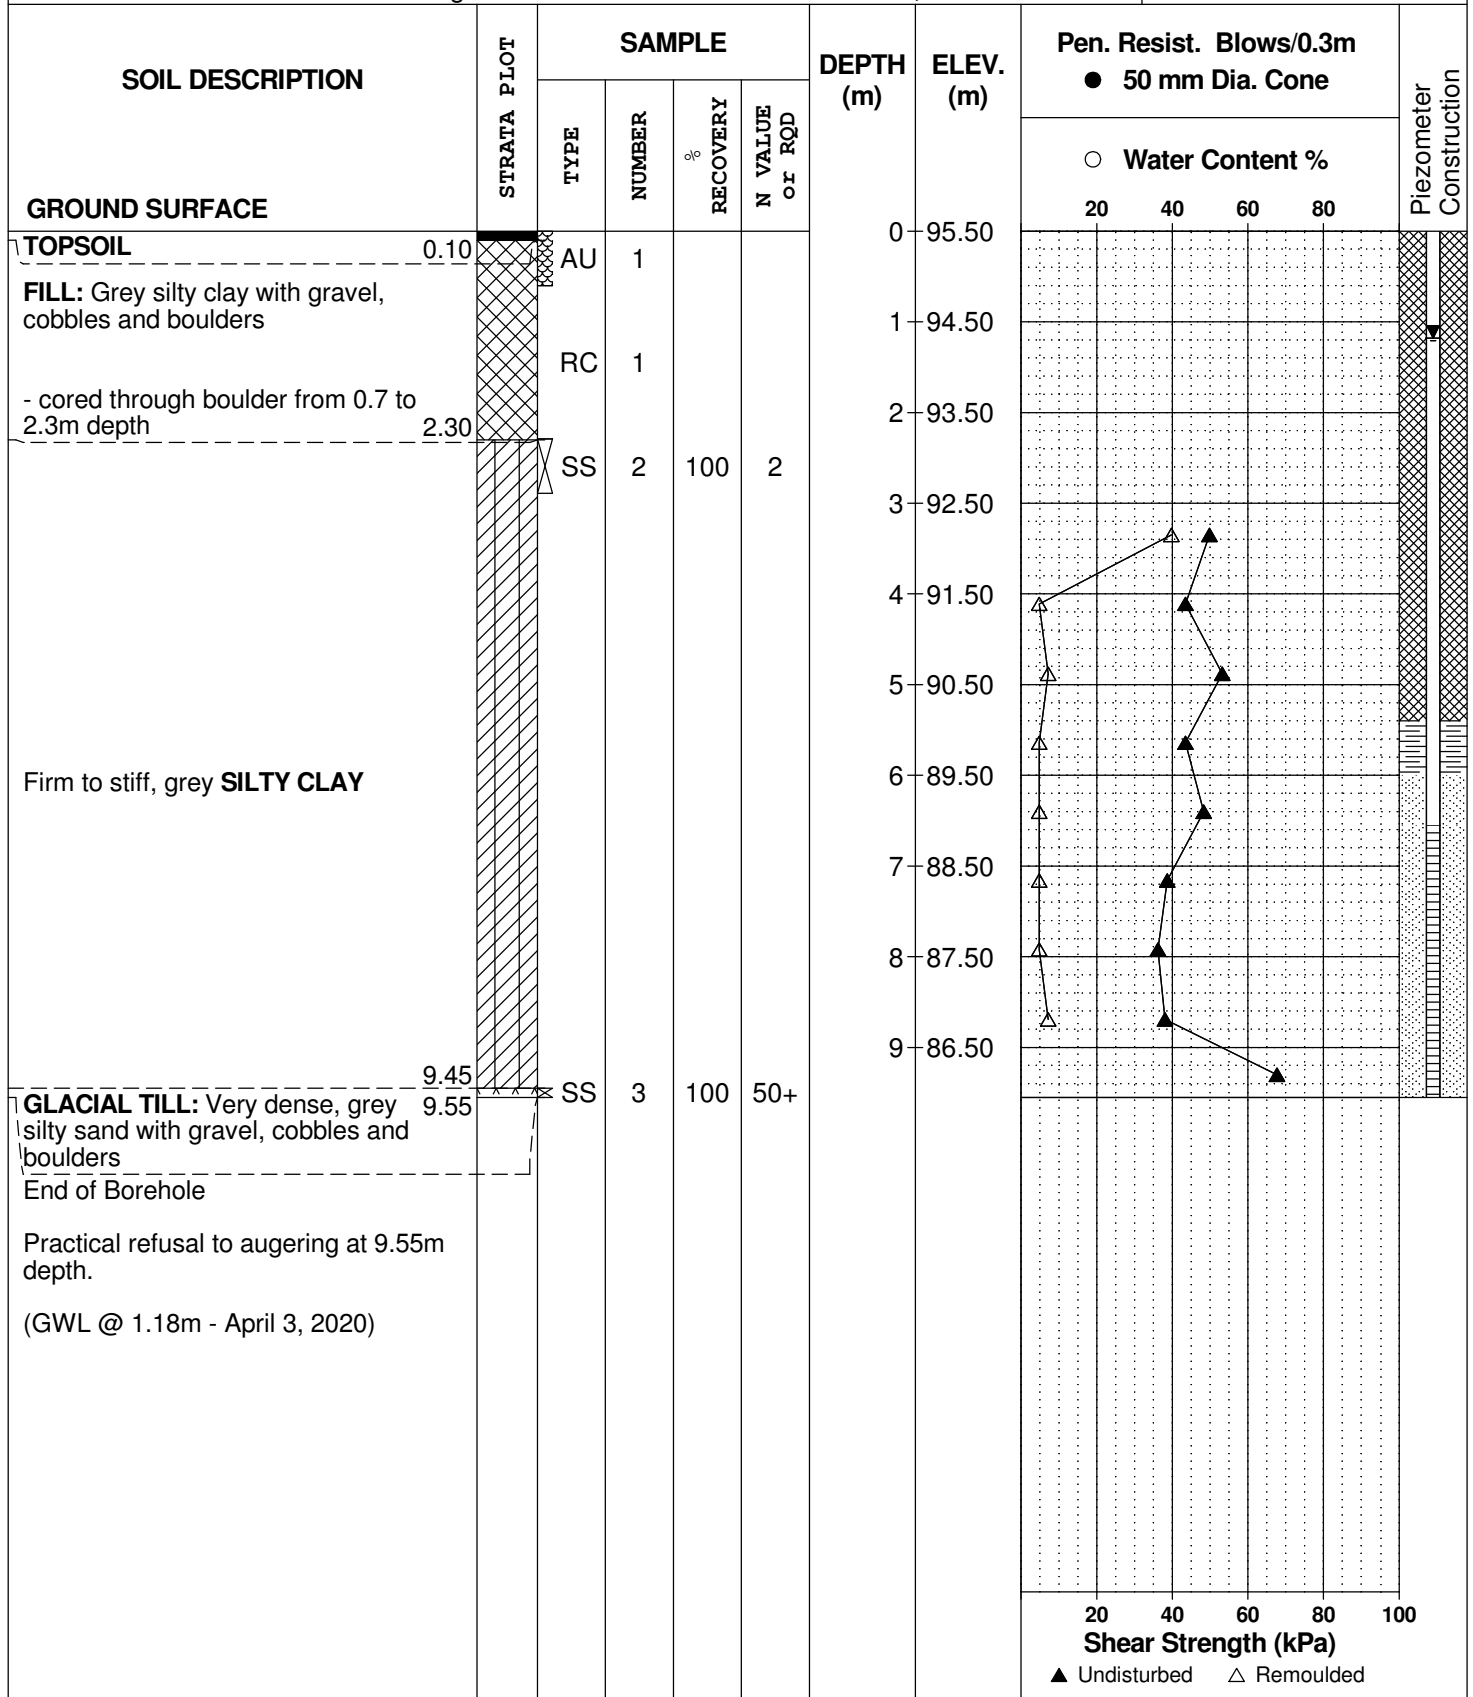 SOIL DESCRIPTION
GROUND SURFACE
STRATA PLOT
SAMPLE
TYPE
NUMBER
%
RECOVERY
N VALUE
or RQD
DEPTH
(m)
ELEV.
(m)
Pen. Resist. Blows/0.3m
● 50 mm Dia. Cone
○ Water Content %
20 40 60 80
Piezometer
Construction
0 95.50
TOPSOIL 0.10
AU 1
FILL: Grey silty clay with gravel,
cobbles and boulders
1 94.50
RC 1
- cored through boulder from 0.7 to
2.3m depth 2.30
2 93.50
SS 2 100 2
3 92.50
4 91.50
5 90.50
Firm to stiff, grey SILTY CLAY
6 89.50
7 88.50
8 87.50
9 86.50
9.45
SS 3 100 50+
GLACIAL TILL: Very dense, grey 9.55
silty sand with gravel, cobbles and
boulders
End of Borehole
Practical refusal to augering at 9.55m
depth.
(GWL @ 1.18m - April 3, 2020)
20 40 60 80 100
Shear Strength (kPa)
▲ Undisturbed △ Remoulded